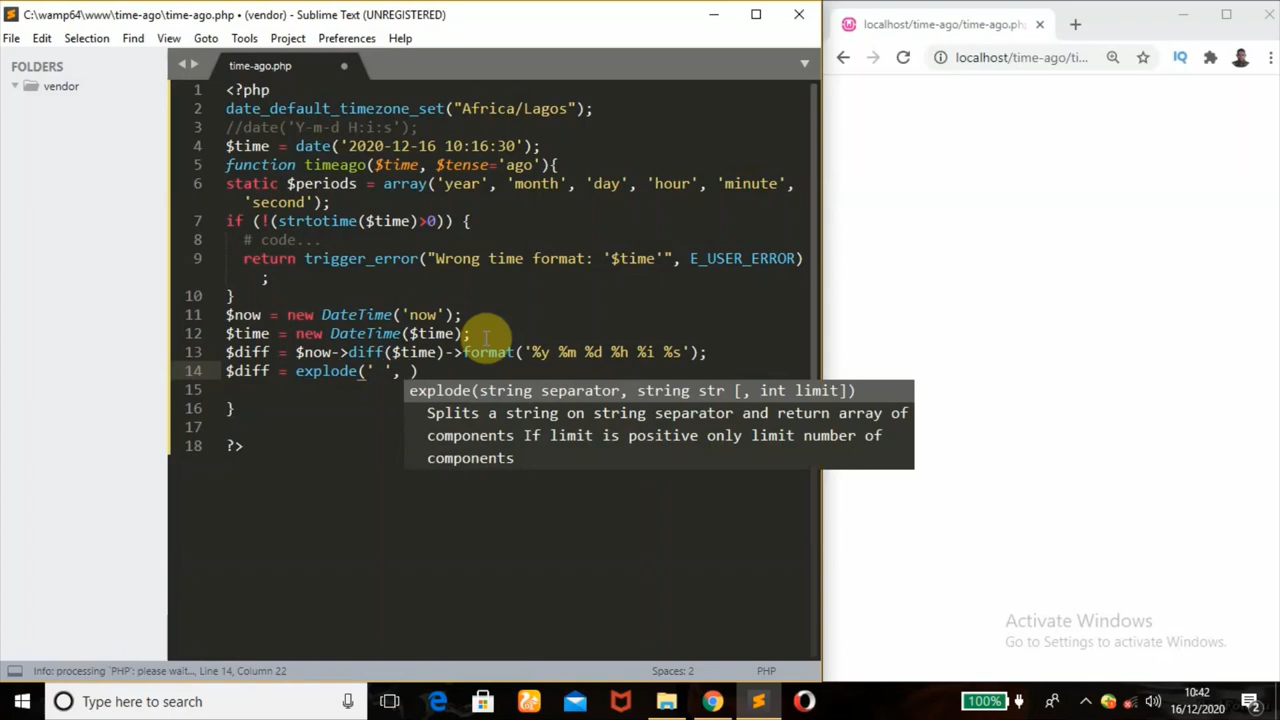 C:\wamp64\www\time-ago\time-ago.php • (vendor) - Sublime Text (UNREGISTERED)
File Edit Selection Find View Goto Tools Project Preferences Help
FOLDERS
vendor
time-ago.php
1 <?php
2 date_default_timezone_set("Africa/Lagos");
3 //date('Y-m-d H:i:s');
4 $time = date('2020-12-16 10:16:30');
5 function timeago($time, $tense='ago'){
6 static $periods = array('year', 'month', 'day', 'hour', 'minute',
'second');
7 if (!(strtotime($time)>0)) {
8 # code...
9 return trigger_error("Wrong time format: '$time'", E_USER_ERROR)
;
10 }
11 $now = new DateTime('now');
12 $time = new DateTime($time);
13 $diff = $now->diff($time)->format('%y %m %d %h %i %s');
14 $diff = explode(' ', )
15
16 }
17
18 ?>
explode(string separator, string str [, int limit])
Splits a string on string separator and return array of
components If limit is positive only limit number of
components
Info: processing `PHP`: please wait..., Line 14, Column 22
Spaces: 2
PHP
localhost/time-ago/time-ago.php
localhost/time-ago/ti...
IQ
Activate Windows
Go to Settings to activate Windows.
Type here to search
100%
10:42
16/12/2020
2